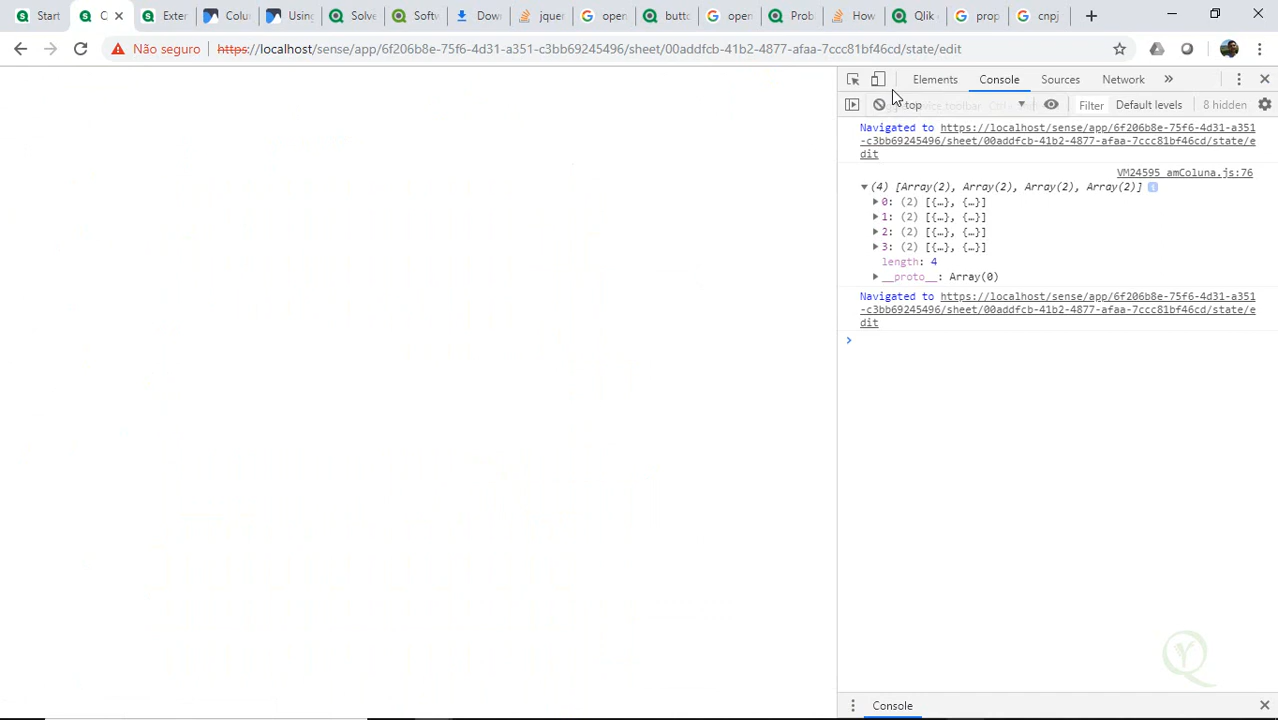 Start C Exter Colu Using Solve Softw Dow jquer open butto open Prob How Qlik prop cnpj
Não seguro https://localhost/sense/app/6f206b8e-75f6-4d31-a351-c3bb69245496/sheet/00addfcb-41b2-4877-afaa-7ccc81bf46cd/state/edit
Elements Console Sources Network »
top Filter Default levels 8 hidden
Navigated to https://localhost/sense/app/6f206b8e-75f6-4d31-a351
-c3bb69245496/sheet/00addfcb-41b2-4877-afaa-7ccc81bf46cd/state/e
dit
VM24595 amColuna.js:76
(4) [Array(2), Array(2), Array(2), Array(2)]
0: (2) [{…}, {…}]
1: (2) [{…}, {…}]
2: (2) [{…}, {…}]
3: (2) [{…}, {…}]
length: 4
__proto__: Array(0)
Navigated to https://localhost/sense/app/6f206b8e-75f6-4d31-a351
-c3bb69245496/sheet/00addfcb-41b2-4877-afaa-7ccc81bf46cd/state/e
dit
>
Console